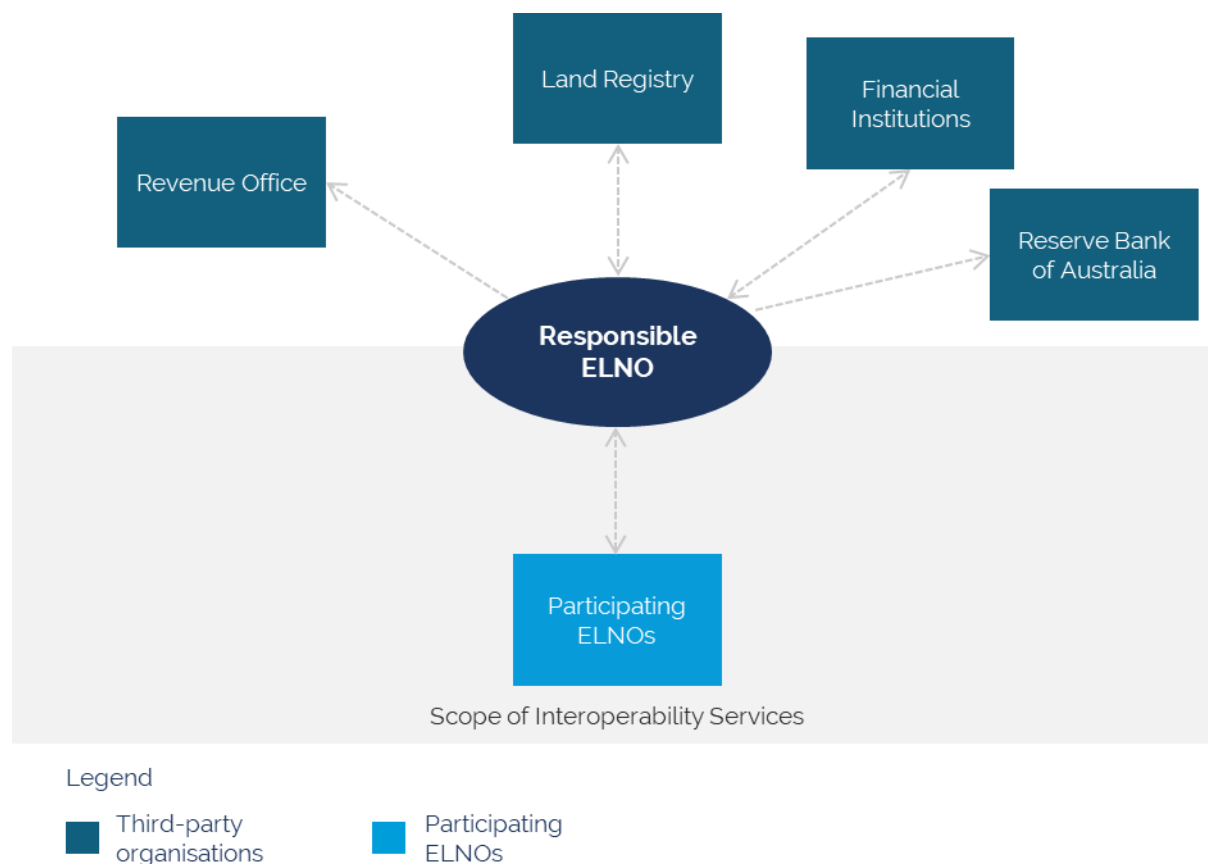 Land Registry
Financial
Institutions
Revenue Office
Reserve Bank
of Australia
Responsible
ELNO
Participating
ELNOs
Scope of Interoperability Services
Legend
Third-party
organisations
Participating
ELNOs